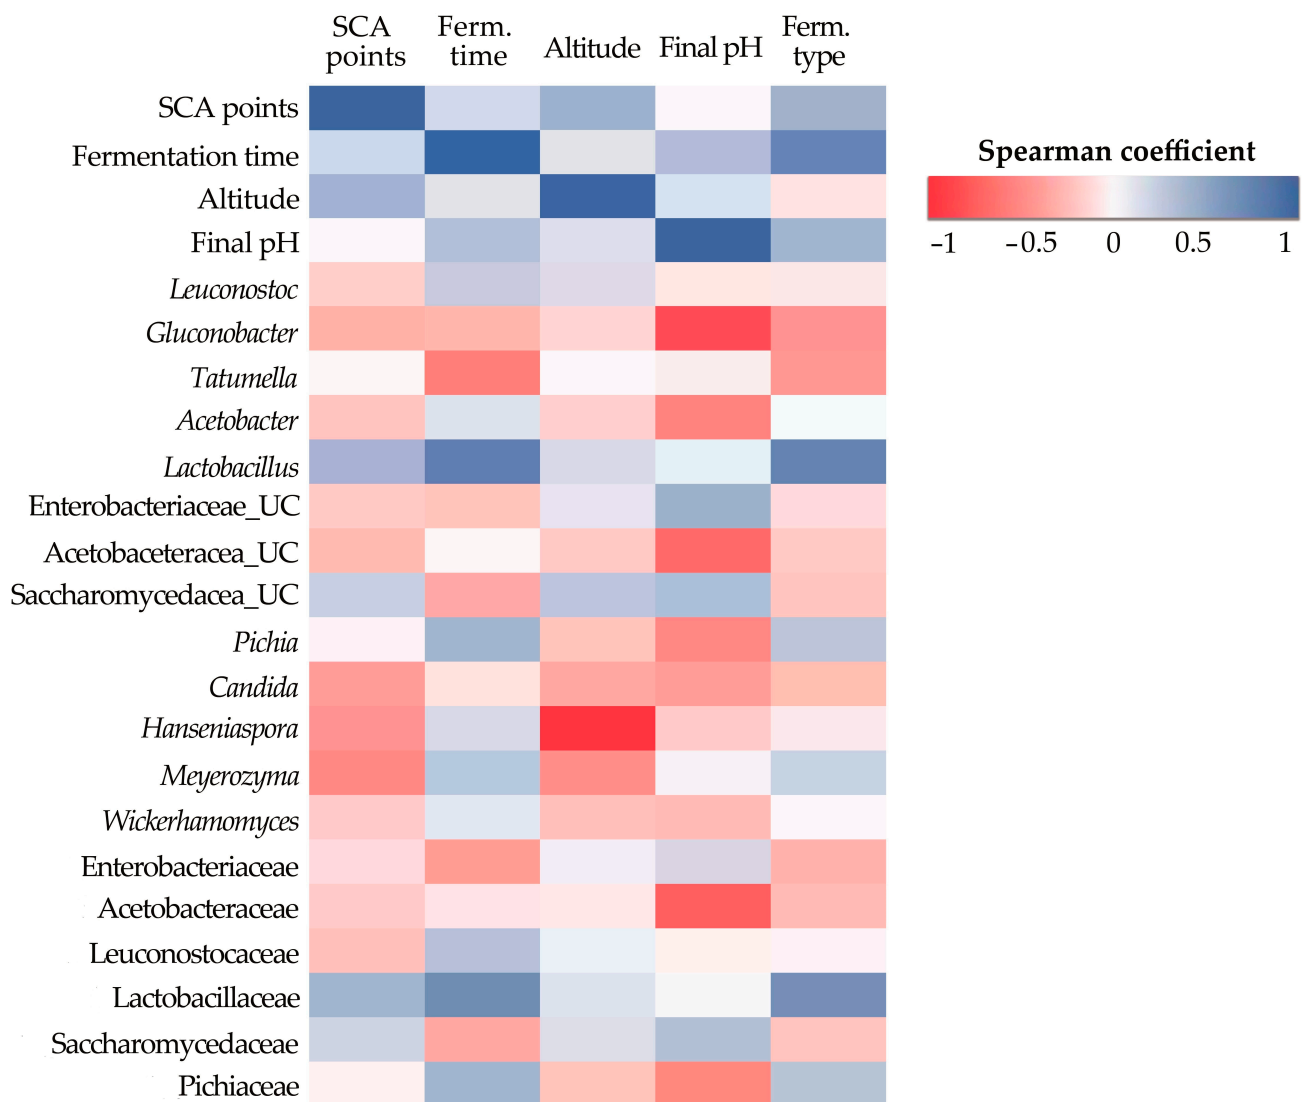 SCA points
Ferm. time
Altitude
Final pH
Ferm. type
SCA points
Fermentation time
Altitude
Final pH
Leuconostoc
Gluconobacter
Tatumella
Acetobacter
Lactobacillus
Enterobacteriaceae_UC
Acetobaceteracea_UC
Saccharomycedacea_UC
Pichia
Candida
Hanseniaspora
Meyerozyma
Wickerhamomyces
Enterobacteriaceae
Acetobacteraceae
Leuconostocaceae
Lactobacillaceae
Saccharomycedaceae
Pichiaceae
Spearman coefficient
−1 −0.5 0 0.5 1